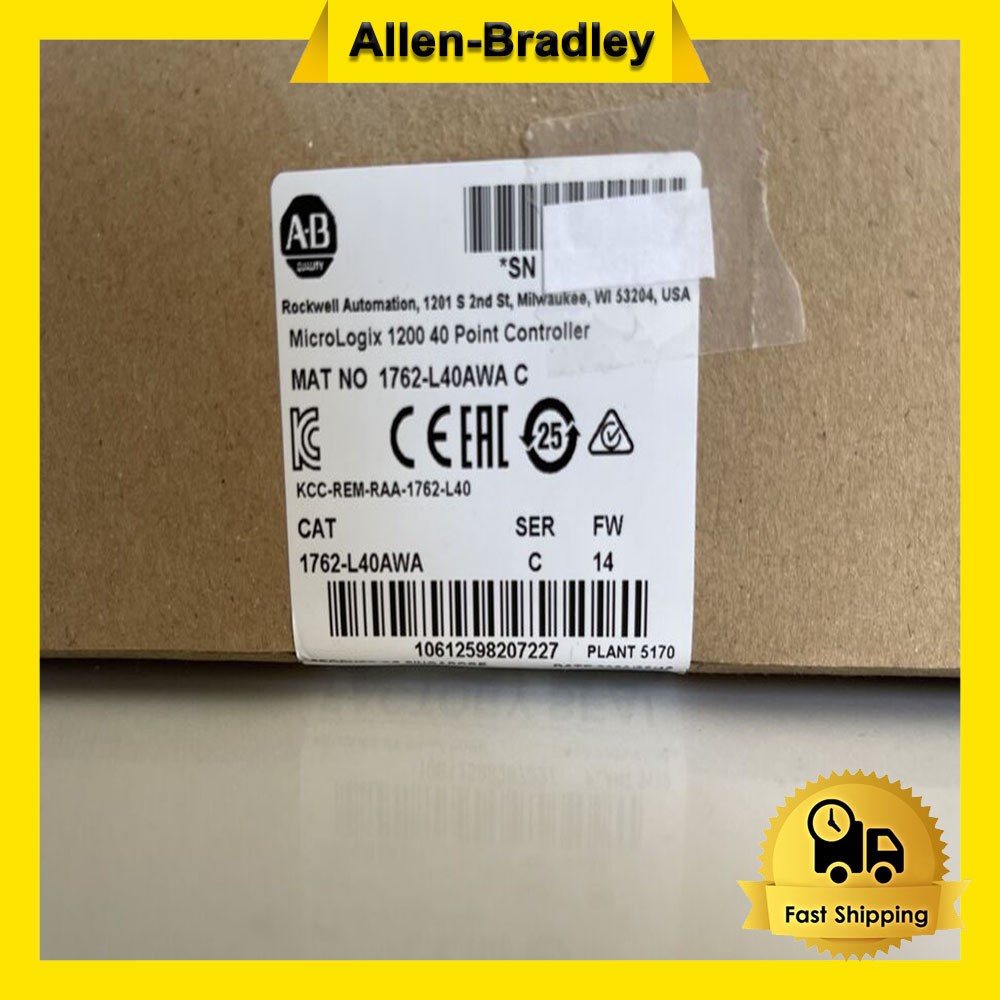 Allen-Bradley
A-B
QUALITY
*SN
Rockwell Automation, 1201 S 2nd St, Milwaukee, WI 53204, USA
MicroLogix 1200 40 Point Controller
MAT NO 1762-L40AWA C
KC CE EAC 25
KCC-REM-RAA-1762-L40
CAT SER FW
1762-L40AWA C 14
10612598207227 PLANT 5170
Fast Shipping